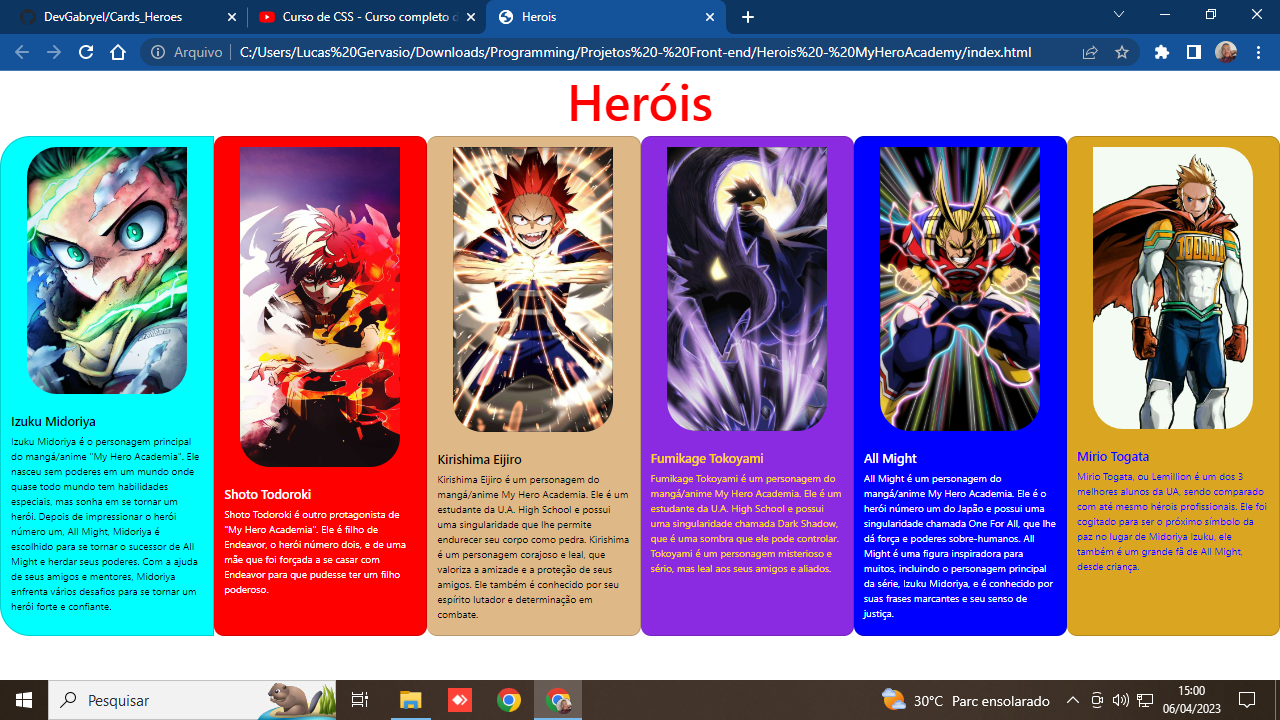 DevGabryel/Cards_Heroes
Curso de CSS - Curso completo d
Herois
Arquivo
C:/Users/Lucas%20Gervasio/Downloads/Programming/Projetos%20-%20Front-end/Herois%20-%20MyHeroAcademy/index.html
Heróis
Izuku Midoriya
Izuku Midoriya é o personagem principal
do mangá/anime "My Hero Academia". Ele
nasceu sem poderes em um mundo onde
quase todo mundo tem habilidades
especiais, mas sonha em se tornar um
herói. Depois de impressionar o herói
número um, All Might, Midoriya é
escolhido para se tornar o sucessor de All
Might e herdar seus poderes. Com a ajuda
de seus amigos e mentores, Midoriya
enfrenta vários desafios para se tornar um
herói forte e confiante.
Shoto Todoroki
Shoto Todoroki é outro protagonista de
"My Hero Academia". Ele é filho de
Endeavor, o herói número dois, e de uma
mãe que foi forçada a se casar com
Endeavor para que pudesse ter um filho
poderoso.
Kirishima Eijiro
Kirishima Eijiro é um personagem do
mangá/anime My Hero Academia. Ele é um
estudante da U.A. High School e possui
uma singularidade que lhe permite
endurecer seu corpo como pedra. Kirishima
é um personagem corajoso e leal, que
valoriza a amizade e a proteção de seus
amigos. Ele também é conhecido por seu
espírito lutador e determinação em
combate.
Fumikage Tokoyami
Fumikage Tokoyami é um personagem do
mangá/anime My Hero Academia. Ele é um
estudante da U.A. High School e possui
uma singularidade chamada Dark Shadow,
que é uma sombra que ele pode controlar.
Tokoyami é um personagem misterioso e
sério, mas leal aos seus amigos e aliados.
All Might
All Might é um personagem do
mangá/anime My Hero Academia. Ele é o
herói número um do Japão e possui uma
singularidade chamada One For All, que lhe
dá força e poderes sobre-humanos. All
Might é uma figura inspiradora para
muitos, incluindo o personagem principal
da série, Izuku Midoriya, e é conhecido por
suas frases marcantes e seu senso de
justiça.
Mirio Togata
Mirio Togata, ou Lemillion é um dos 3
melhores alunos da UA, sendo comparado
com até mesmo hérois profissionais. Ele foi
cogitado para ser o próximo símbolo da
paz no lugar de Midoriya Izuku, ele
também é um grande fã de All Might,
desde criança.
Pesquisar
30°C Parc ensolarado
15:00
06/04/2023